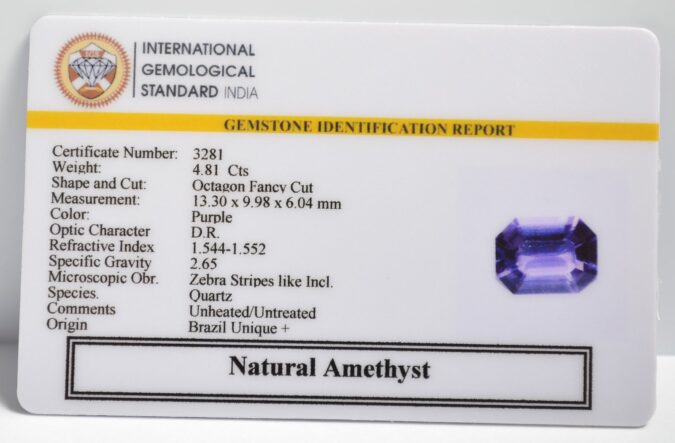 INTERNATIONAL
GEMOLOGICAL
STANDARD INDIA
GEMSTONE IDENTIFICATION REPORT
Certificate Number: 3281
Weight: 4.81 Cts
Shape and Cut: Octagon Fancy Cut
Measurement: 13.30 x 9.98 x 6.04 mm
Color: Purple
Optic Character D.R.
Refractive Index 1.544-1.552
Specific Gravity 2.65
Microscopic Obr. Zebra Stripes like Incl.
Species. Quartz
Comments Unheated/Untreated
Origin Brazil Unique +
Natural Amethyst